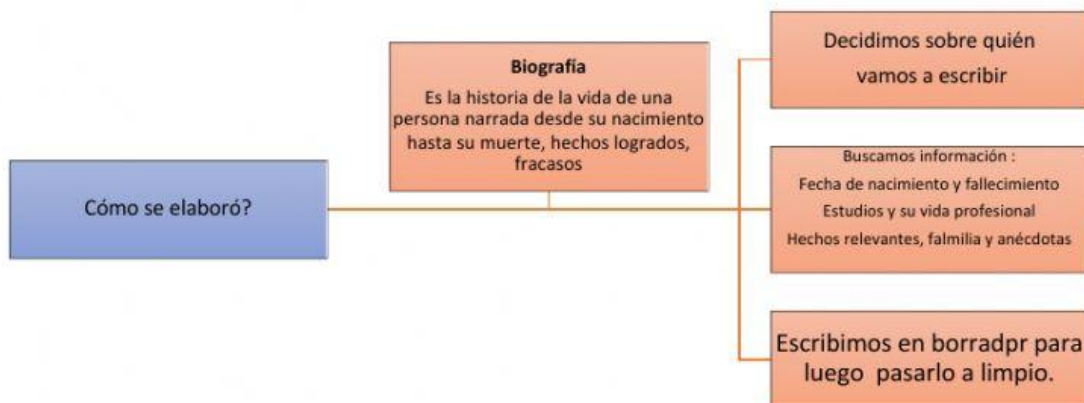 Cómo se elaboró?
Biografía
Es la historia de la vida de una
persona narrada desde su nacimiento
hasta su muerte, hechos logrados,
fracasos
Decidimos sobre quién
vamos a escribir
Buscamos información :
Fecha de nacimiento y fallecimiento
Estudios y su vida profesional
Hechos relevantes, falmilia y anécdotas
Escribimos en borradpr para
luego pasarlo a limpio.